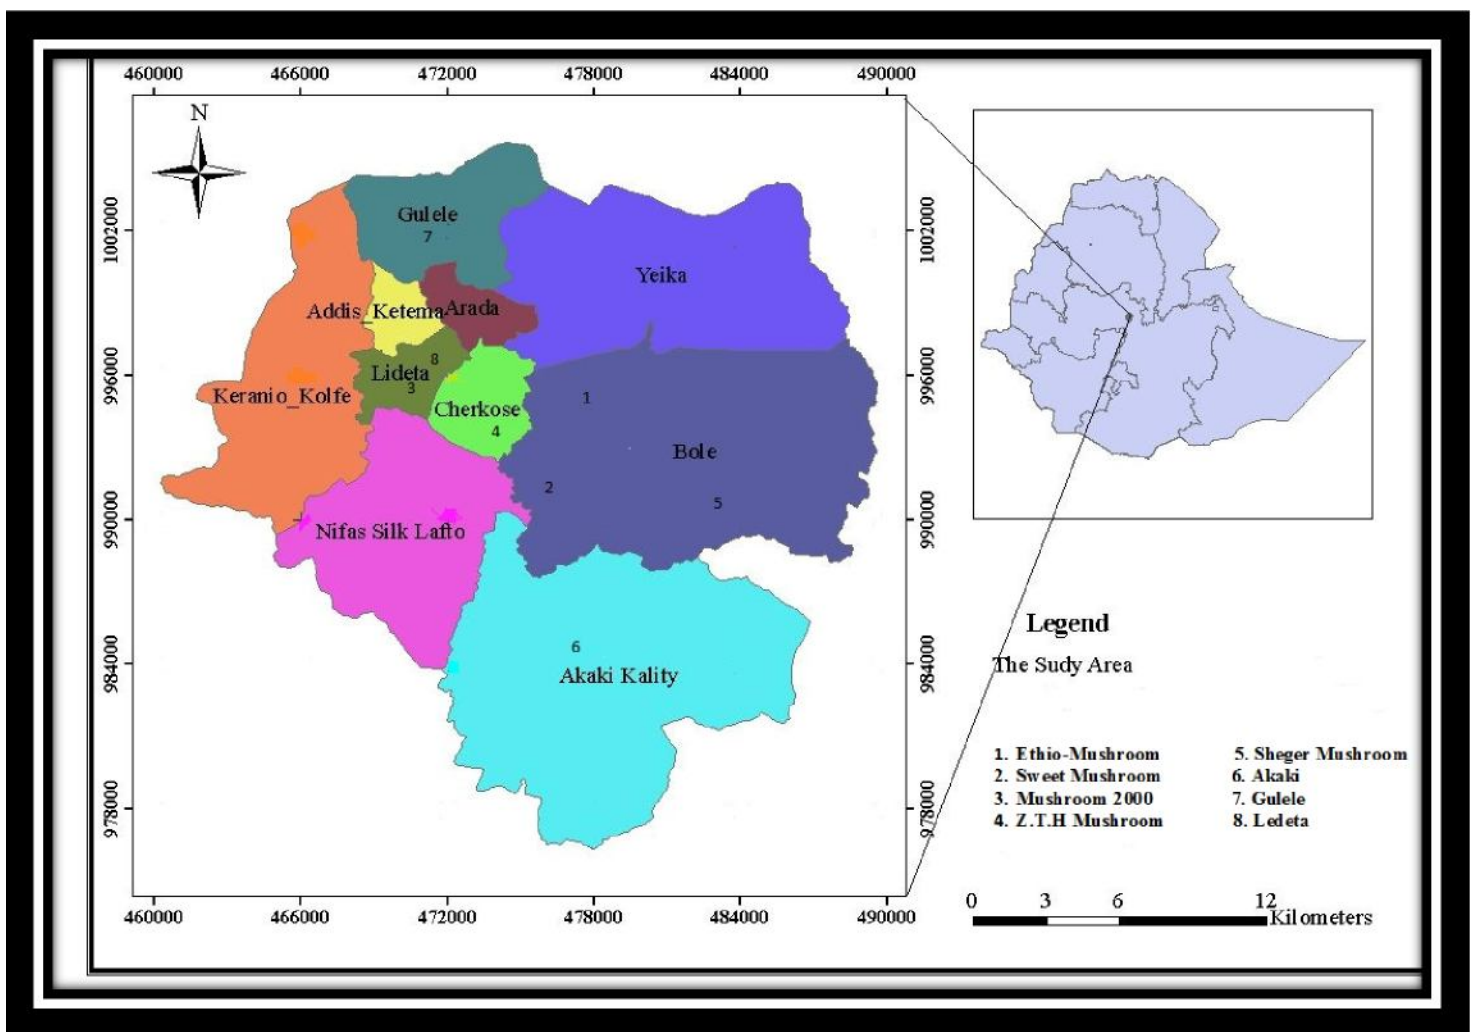 460000 466000 472000 478000 484000 490000
N
1002000 1002000
Gulele
7
Yeika
Addis_Ketema Arada
996000 996000
8
Lideta
3
Keranio_Kolfe
1
Cherkose
4
Bole
2
5
990000 990000
Nifas Silk Lafto
6
Akaki Kality
984000 984000
978000 978000
460000 466000 472000 478000 484000 490000
Legend
The Sudy Area
1. Ethio-Mushroom
2. Sweet Mushroom
3. Mushroom 2000
4. Z.T.H Mushroom
5. Sheger Mushroom
6. Akaki
7. Gulele
8. Ledeta
0 3 6 12
Kilometers